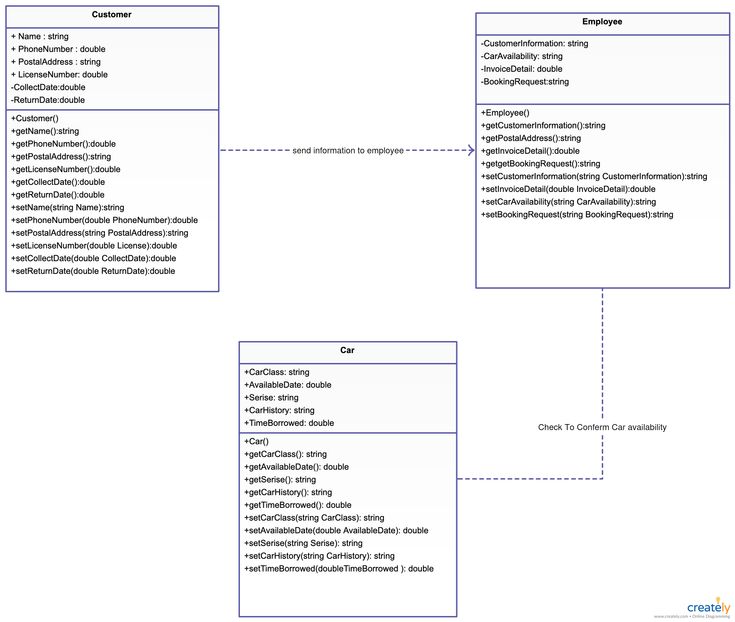 Customer
+ Name : string
+ PhoneNumber : double
+ PostalAddress : string
+ LicenseNumber: double
-CollectDate:double
-ReturnDate:double
+Customer()
+getName():string
+getPhoneNumber():double
+getPostalAddress():string
+getLicenseNumber():double
+getCollectDate():double
+getReturnDate():double
+setName(string Name):string
+setPhoneNumber(double PhoneNumber):double
+setPostalAddress(string PostalAddress):string
+setLicenseNumber(double License):double
+setCollectDate(double CollectDate):double
+setReturnDate(double ReturnDate):double
send information to employee
Employee
-CustomerInformation: string
-CarAvailability: string
-InvoiceDetail: double
-BookingRequest:string
+Employee()
+getCustomerInformation():string
+getPostalAddress():string
+getInvoiceDetail():double
+getgetBookingRequest():string
+setCustomerInformation(string CustomerInformation):string
+setInvoiceDetail(double InvoiceDetail):double
+setCarAvailability(string CarAvailability):string
+setBookingRequest(string BookingRequest):string
Car
+CarClass: string
+AvailableDate: double
+Serise: string
+CarHistory: string
+TimeBorrowed: double
+Car()
+getCarClass(): string
+getAvailableDate(): double
+getSerise(): string
+getCarHistory(): string
+getTimeBorrowed(): double
+setCarClass(string CarClass): string
+setAvailableDate(double AvailableDate): double
+setSerise(string Serise): string
+setCarHistory(string CarHistory): string
+setTimeBorrowed(doubleTimeBorrowed ): double
Check To Conferm Car availability
creately
www.creately.com • Online Diagramming